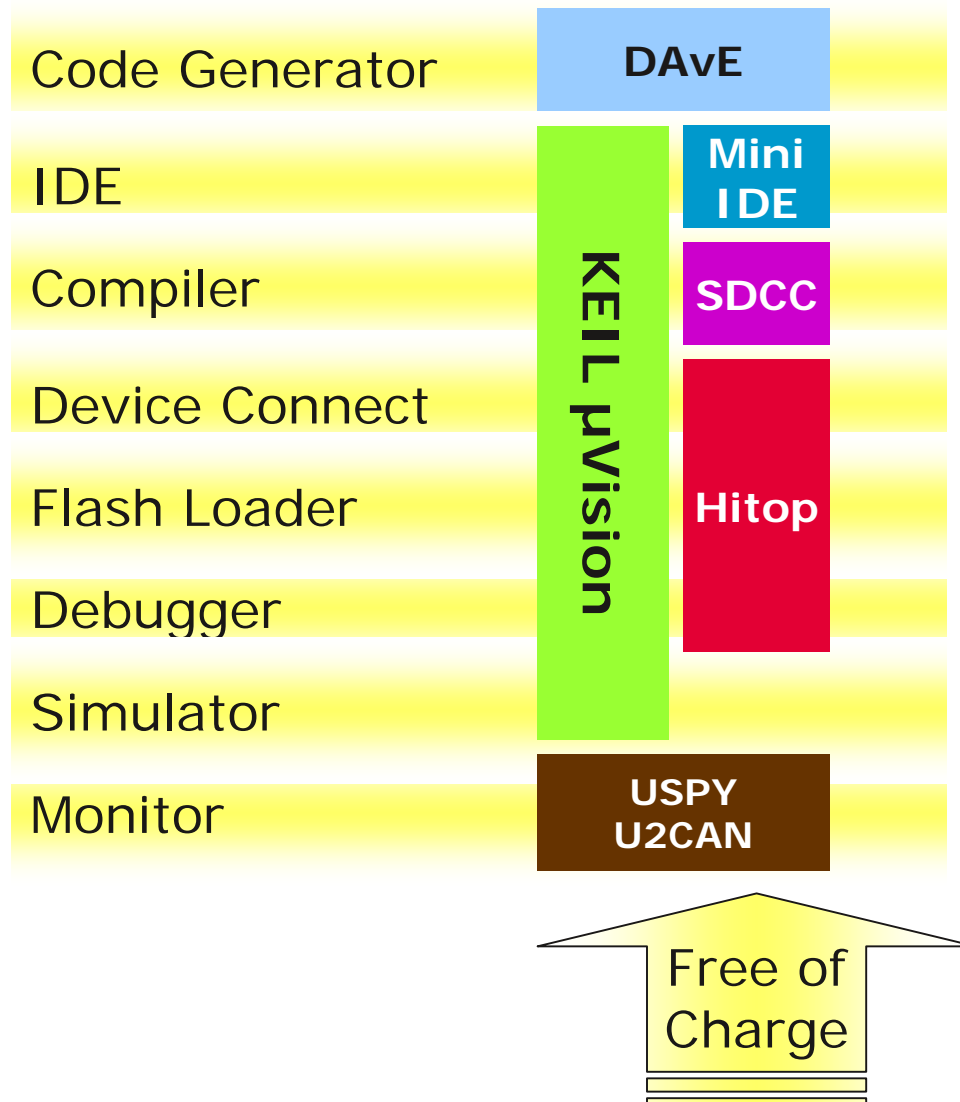 Code Generator
DAvE
IDE
Mini
IDE
Compiler
SDCC
KEIL µVision
Device Connect
Flash Loader
Hitop
Debugger
Simulator
Monitor
USPY
U2CAN
Free of
Charge